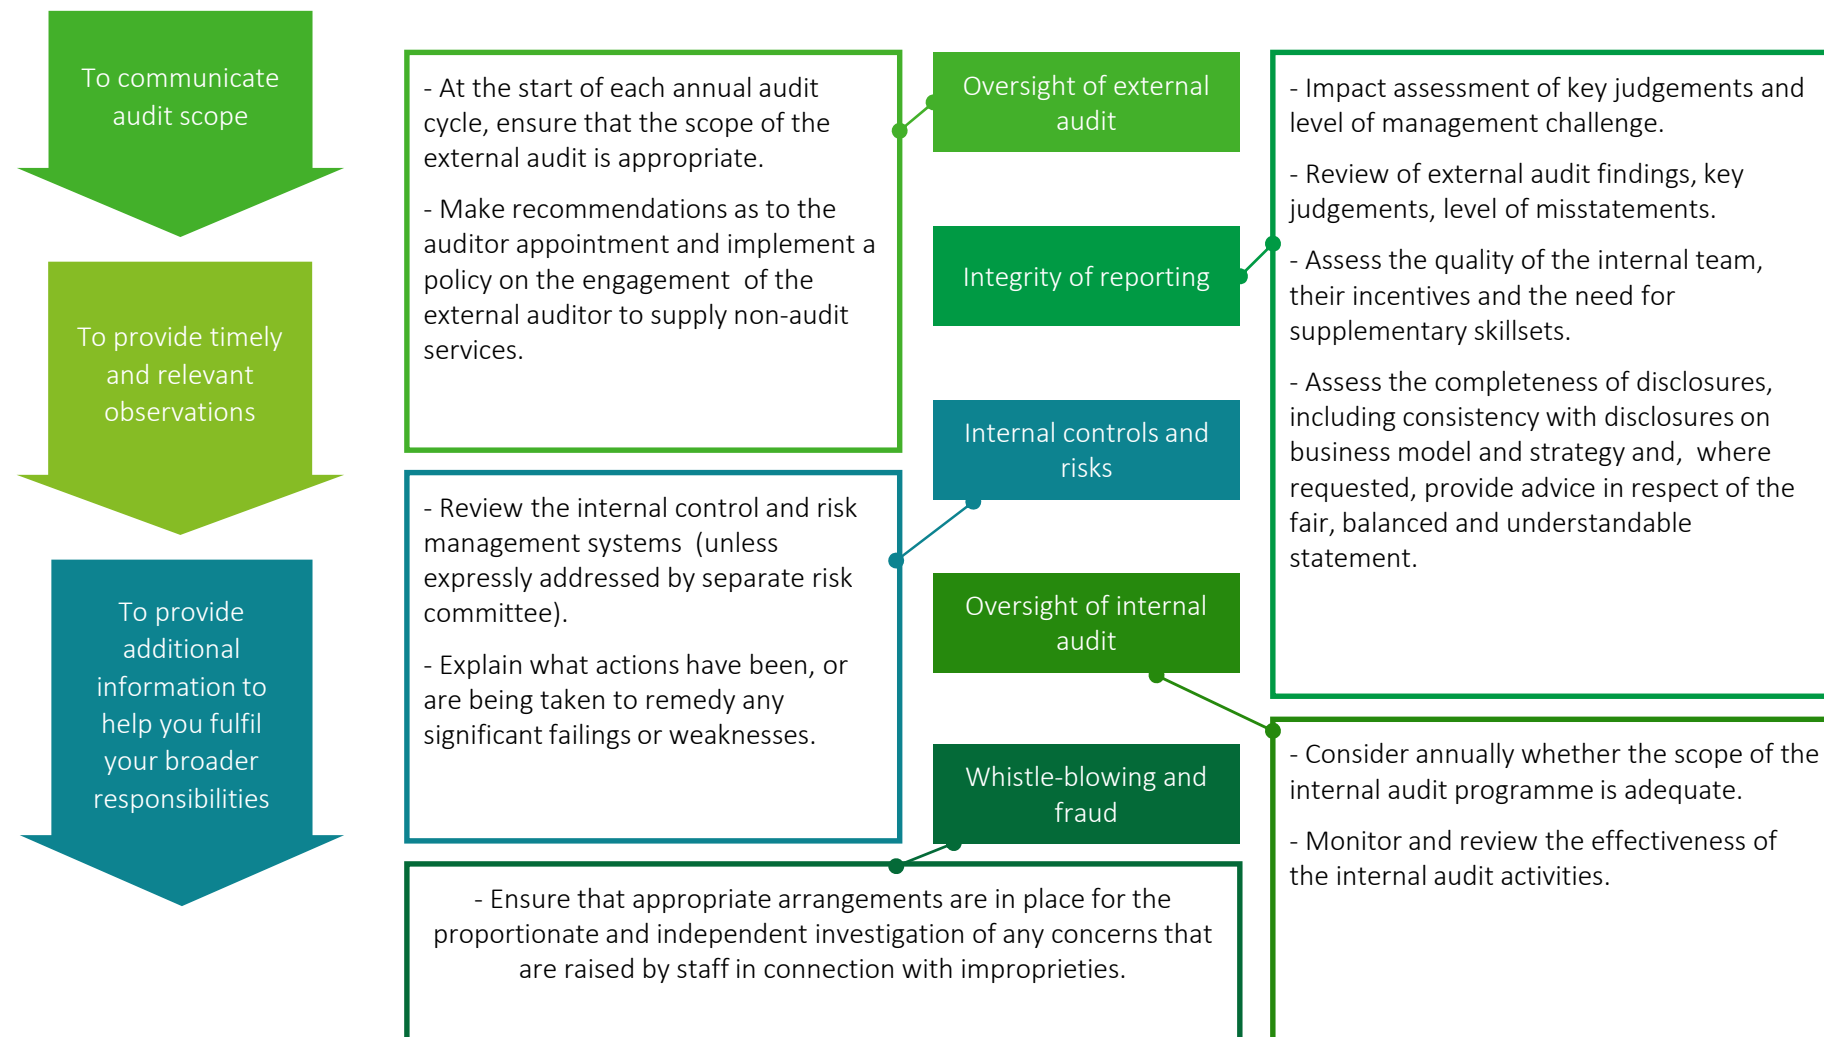 To communicate
audit scope
To provide timely
and relevant
observations
To provide
additional
information to
help you fulfil
your broader
responsibilities
- At the start of each annual audit
cycle, ensure that the scope of the
external audit is appropriate.
- Make recommendations as to the
auditor appointment and implement a
policy on the engagement  of the
external auditor to supply non-audit
services.
- Review the internal control and risk
management systems  (unless
expressly addressed by separate risk
committee).
- Explain what actions have been, or
are being taken to remedy any
significant failings or weaknesses.
- Ensure that appropriate arrangements are in place for the
proportionate and independent investigation of any concerns that
are raised by staff in connection with improprieties.
Oversight of external
audit
Integrity of reporting
Internal controls and
risks
Oversight of internal
audit
Whistle-blowing and
fraud
- Impact assessment of key judgements and
level of management challenge.
- Review of external audit findings, key
judgements, level of misstatements.
- Assess the quality of the internal team,
their incentives and the need for
supplementary skillsets.
- Assess the completeness of disclosures,
including consistency with disclosures on
business model and strategy and,  where
requested, provide advice in respect of the
fair, balanced and understandable
statement.
- Consider annually whether the scope of the
internal audit programme is adequate.
- Monitor and review the effectiveness of
the internal audit activities.